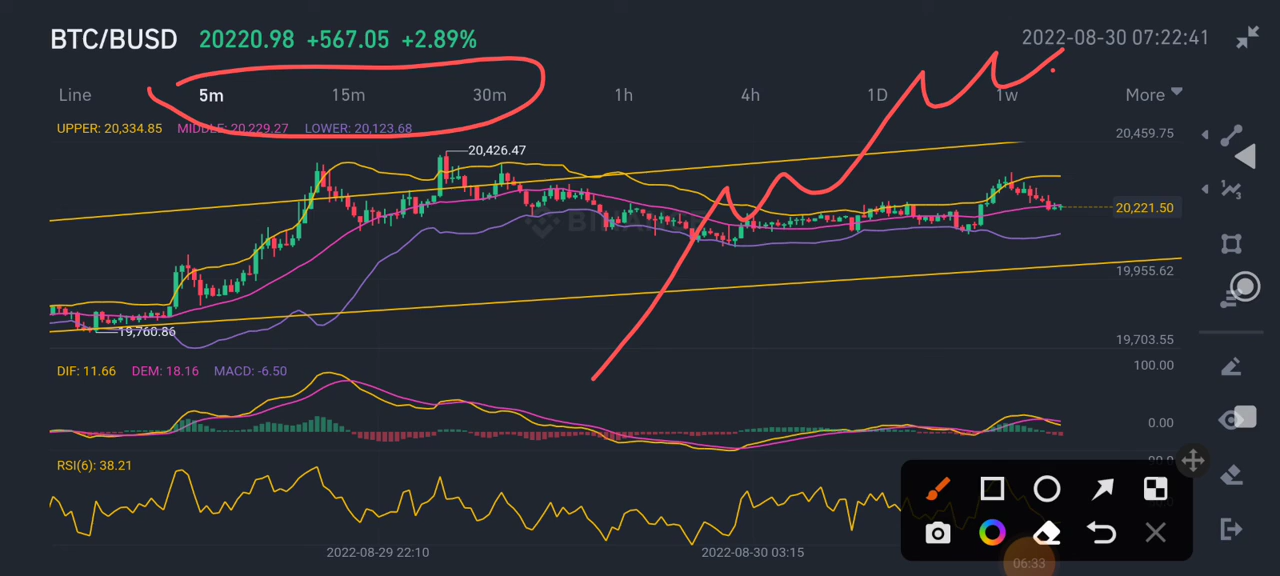 BTC/BUSD 20220.98 +567.05 +2.89% 2022-08-30 07:22:41
Line 5m 15m 30m 1h 4h 1D 1w More
UPPER: 20,334.85 MIDDLE: 20,229.27 LOWER: 20,123.68
20,459.75
20,426.47
20,221.50
19,955.62
19,760.86
19,703.55
DIF: 11.66 DEM: 18.16 MACD: -6.50
100.00
0.00
RSI(6): 38.21
2022-08-29 22:10 2022-08-30 03:15
06:33